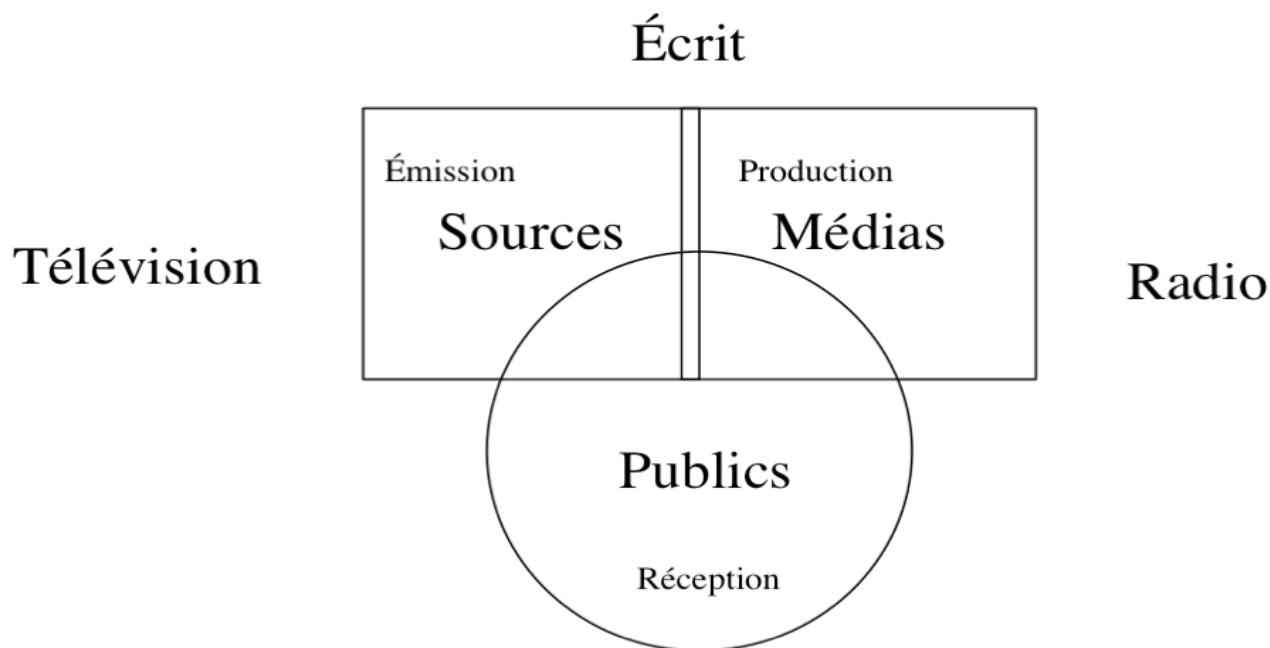 Écrit
Émission
Production
Sources
Médias
Télévision
Radio
Publics
Réception